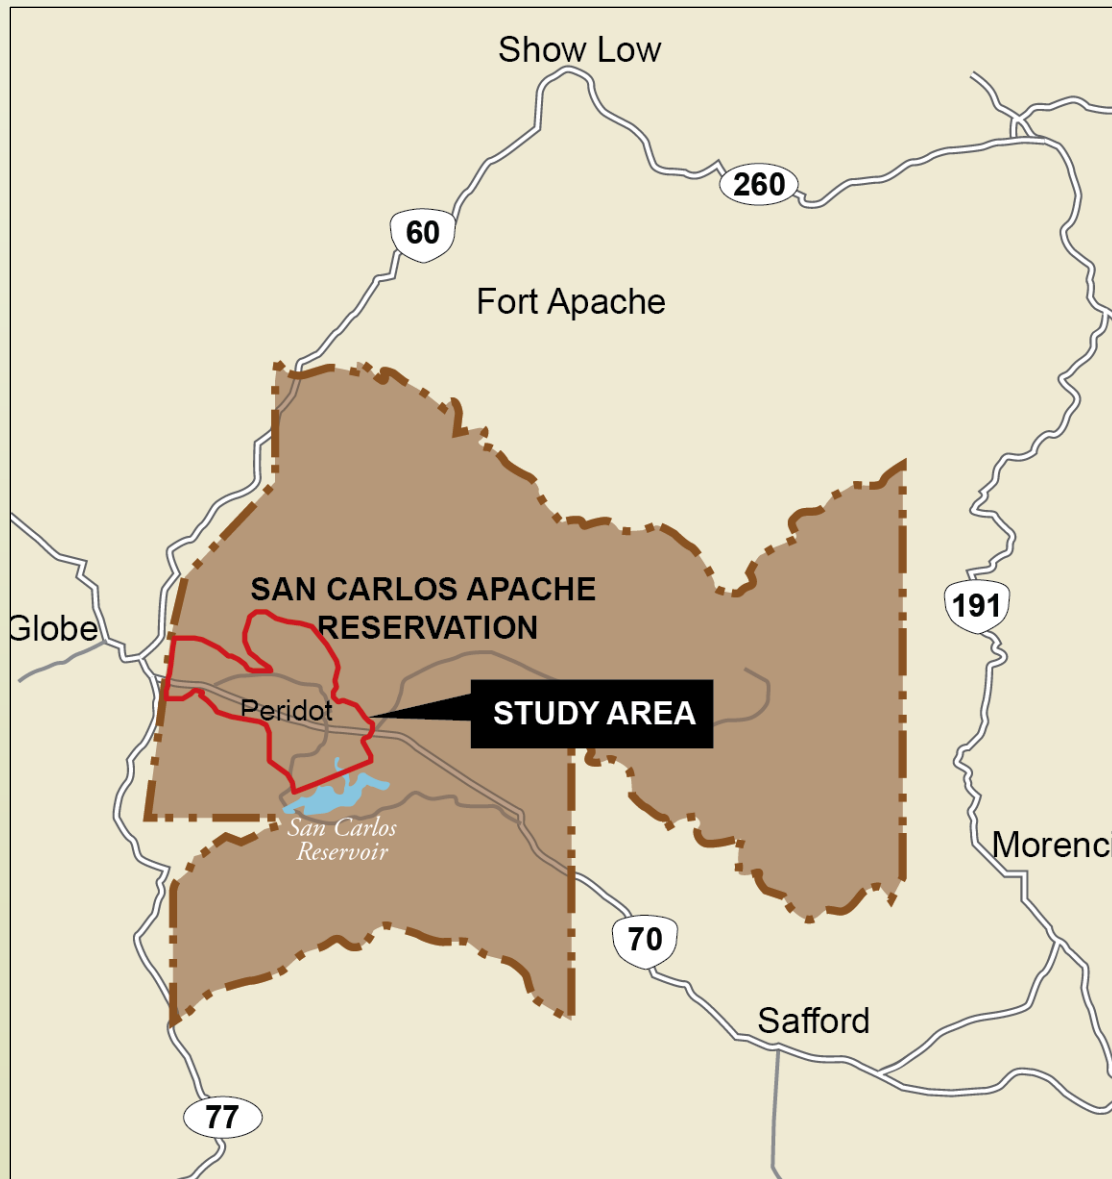 Show Low
260
60
Fort Apache
SAN CARLOS APACHE
RESERVATION
191
Globe
Peridot
STUDY AREA
San Carlos
Reservoir
Morenci
70
Safford
77